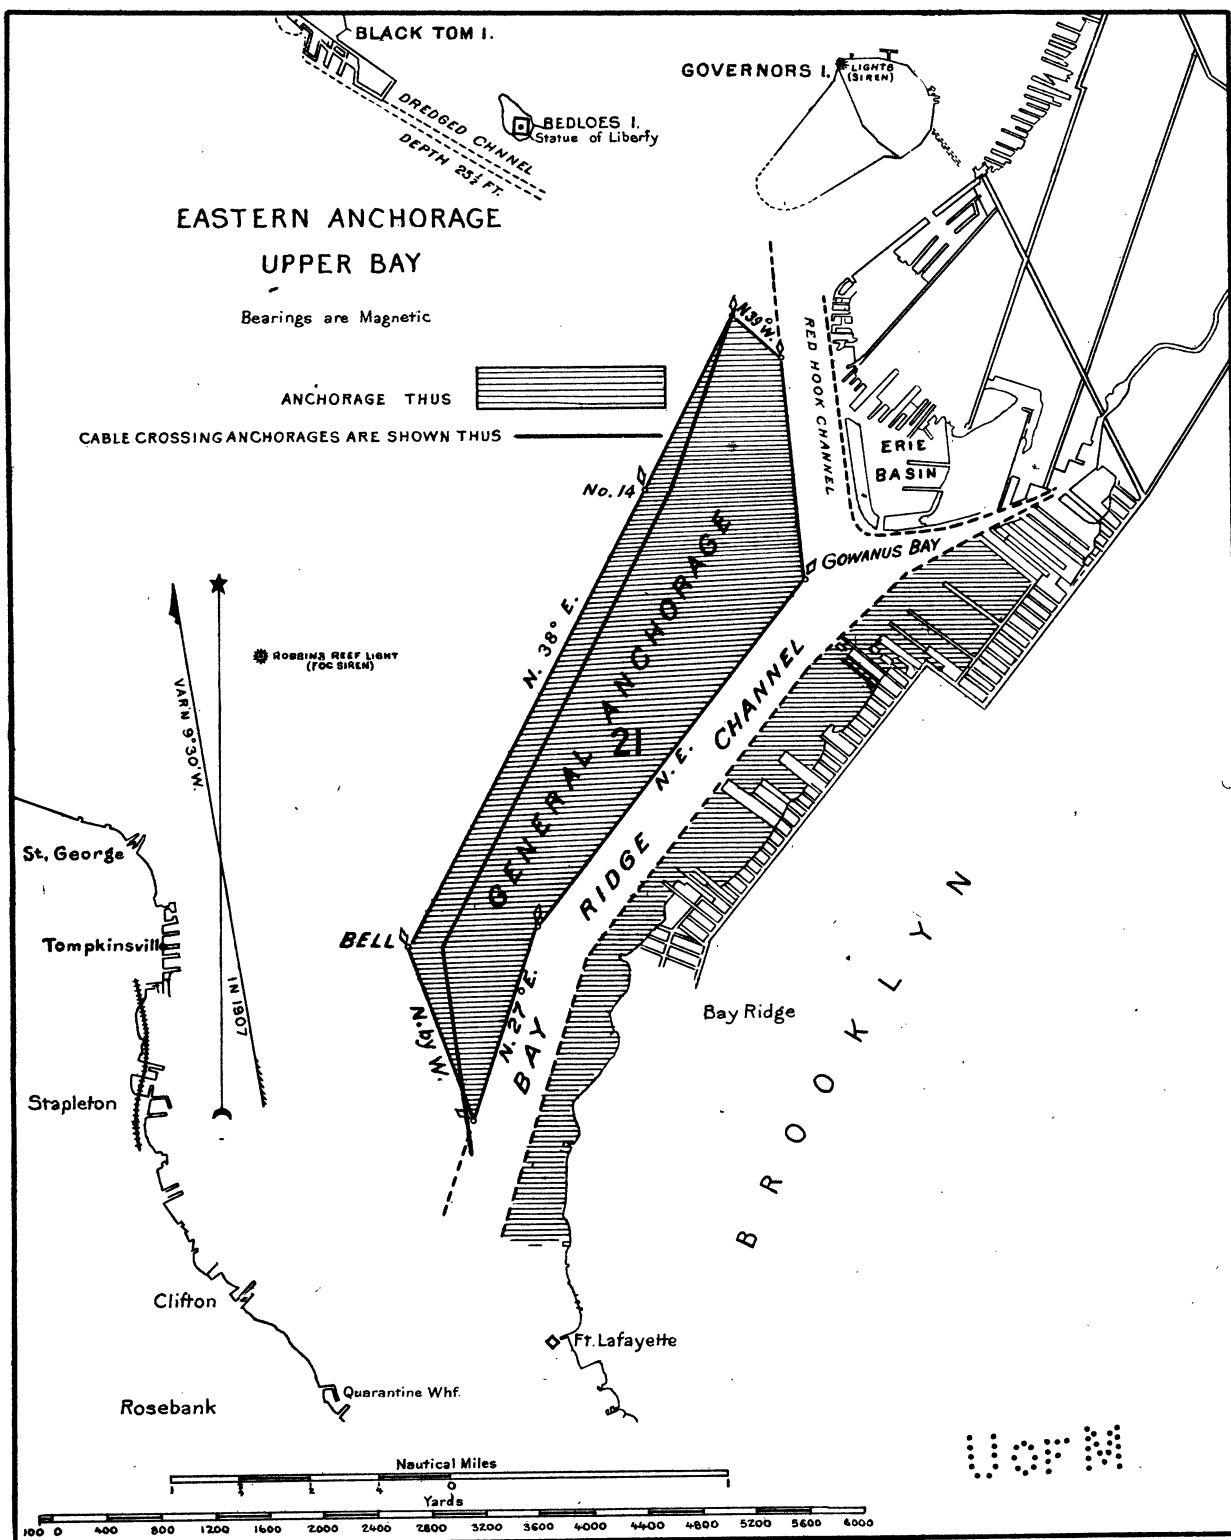 BLACK TOM I.
GOVERNORS I.
LIGHTS
(SIREN)
DREDGED CHNNEL
DEPTH 25½ FT.
BEDLOES I.
Statue of Liberty
EASTERN ANCHORAGE
UPPER BAY
Bearings are Magnetic
N 39° W.
RED HOOK CHANNEL
ANCHORAGE THUS
CABLE CROSSING ANCHORAGES ARE SHOWN THUS
ERIE
BASIN
No. 14
GOWANUS BAY
N. 38° E.
GENERAL ANCHORAGE
21
ROBBINS REEF LIGHT
(FOG SIREN)
VAR'N 9°30'W.
IN 1907
N. E.
BAY RIDGE CHANNEL
St. George
Tompkinsville
BELL
N. by W.
N. 27° E.
Bay Ridge
BROOKLYN
Stapleton
Clifton
Ft. Lafayette
Quarantine Whf.
Rosebank
U OF M
Nautical Miles
1 0 1
Yards
100 0 400 800 1200 1600 2000 2400 2800 3200 3600 4000 4400 4800 5200 5600 6000